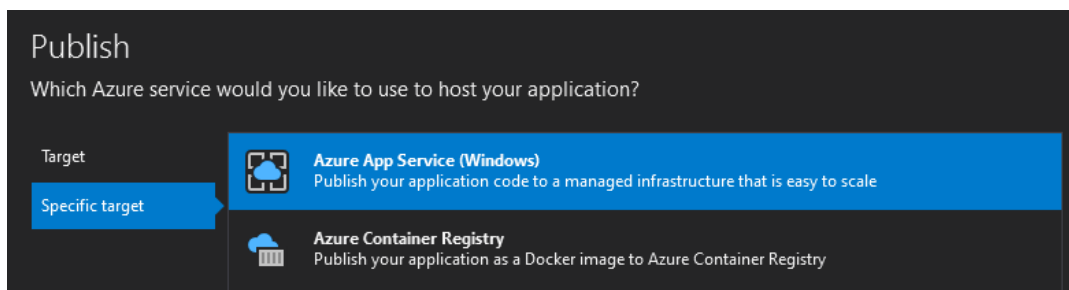 Publish
Which Azure service would you like to use to host your application?
Target
Specific target
Azure App Service (Windows)
Publish your application code to a managed infrastructure that is easy to scale
Azure Container Registry
Publish your application as a Docker image to Azure Container Registry